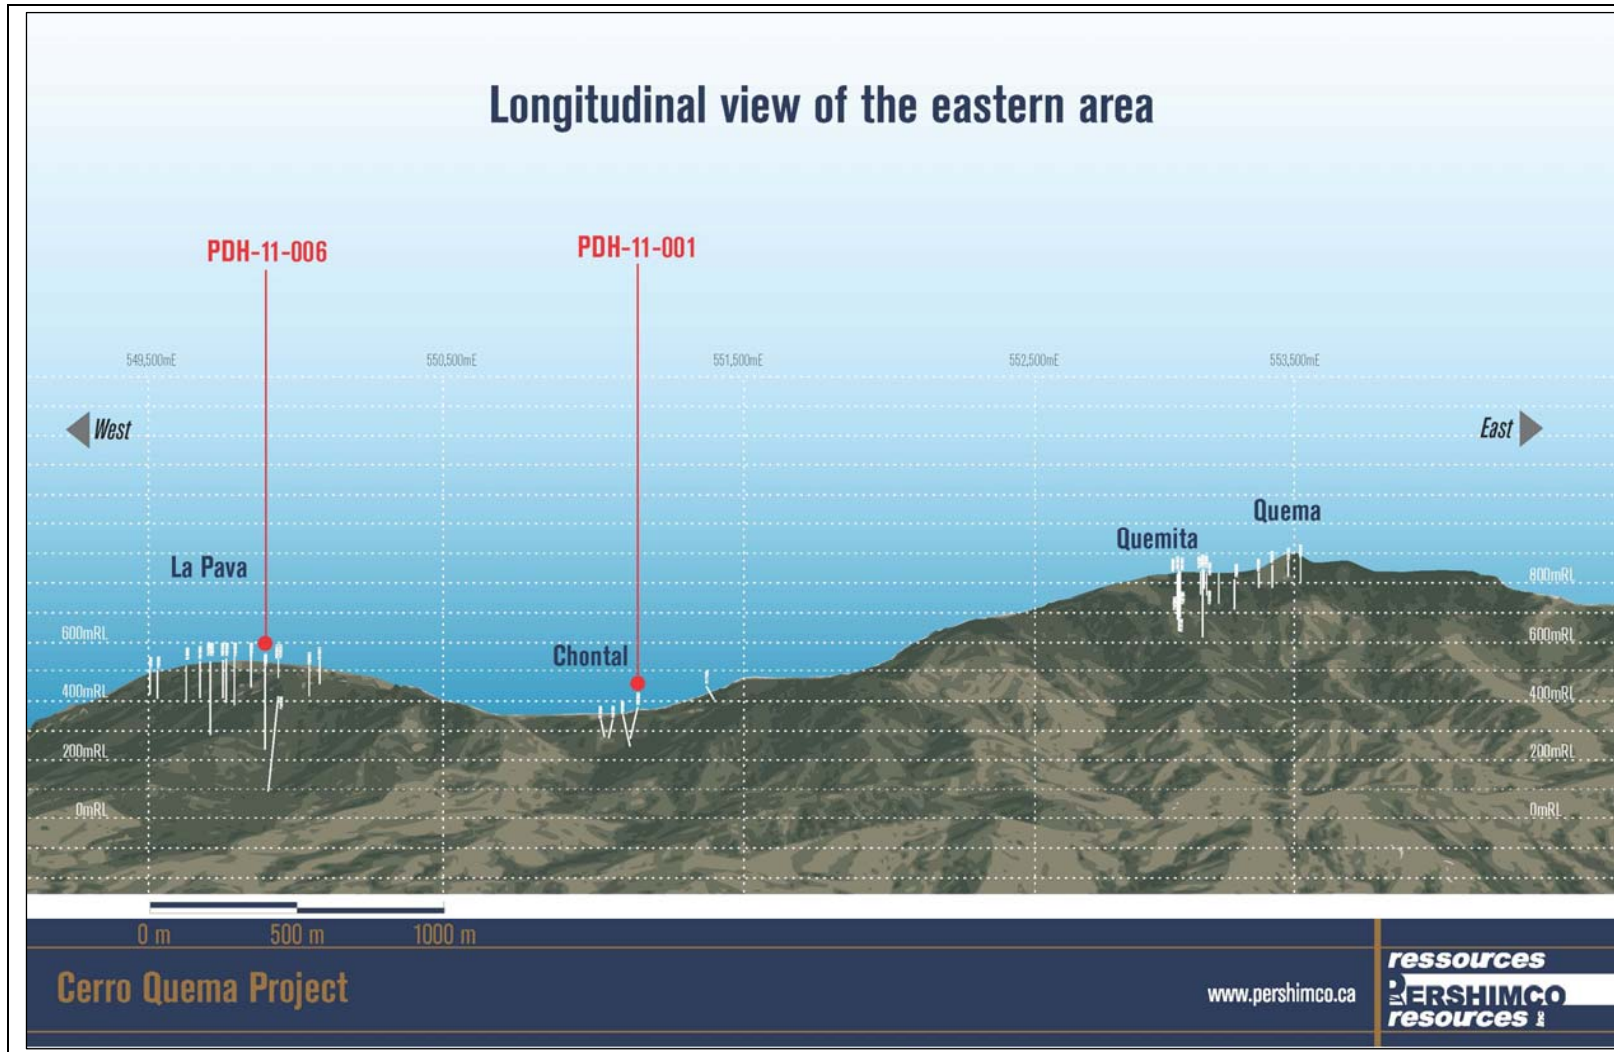 Longitudinal view of the eastern area
PDH-11-006
PDH-11-001
549,500mE
550,500mE
551,500mE
552,500mE
553,500mE
West
East
Quema
Quemita
La Pava
800mRL
600mRL
600mRL
Chontal
400mRL
400mRL
200mRL
200mRL
0mRL
0mRL
0 m
500 m
1000 m
Cerro Quema Project
www.pershimco.ca
ressources
PERSHIMCO
resources inc